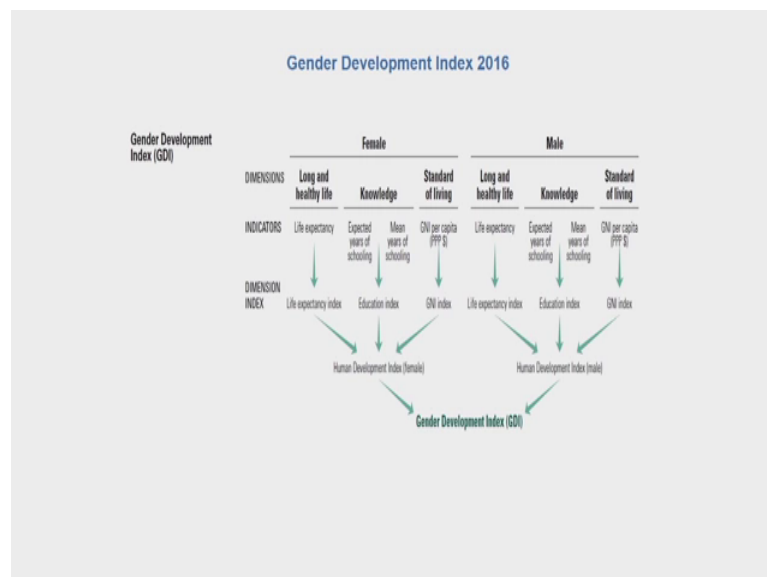 Gender Development Index 2016
Gender Development
Index (GDI)
Female Male
DIMENSIONS Long and
healthy life Knowledge Standard
of living Long and
healthy life Knowledge Standard
of living
INDICATORS Life expectancy Expected
years of
schooling Mean
years of
schooling GNI per capita
(PPP $) Life expectancy Expected
years of
schooling Mean
years of
schooling GNI per capita
(PPP $)
DIMENSION
INDEX Life expectancy index Education index GNI index Life expectancy index Education index GNI index
Human Development Index (female) Human Development Index (male)
Gender Development Index (GDI)